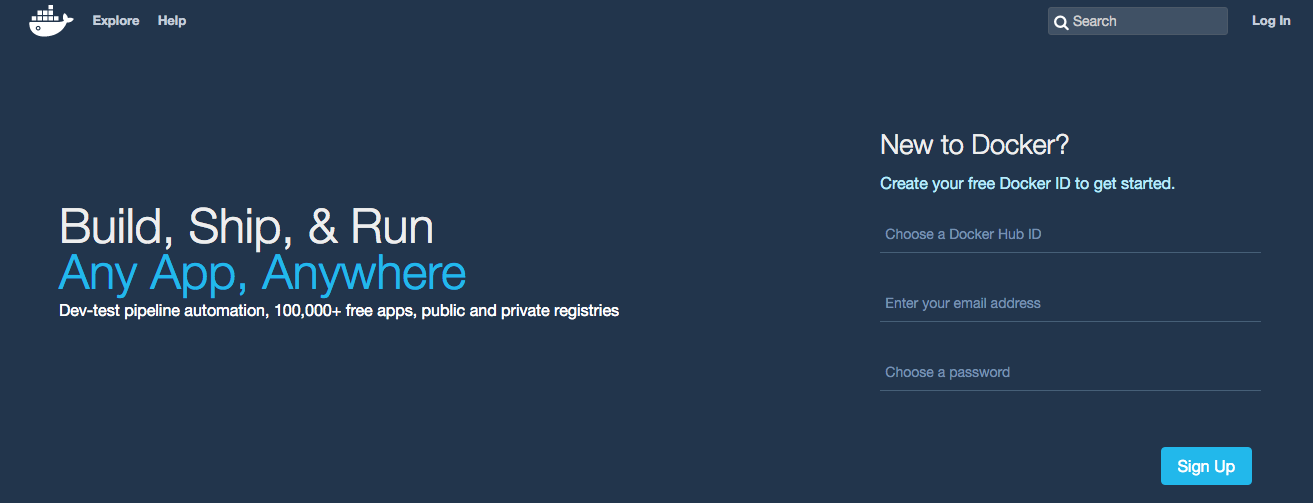 Explore Help Search Log In
New to Docker?
Create your free Docker ID to get started.
Build, Ship, & Run
Any App, Anywhere
Dev-test pipeline automation, 100,000+ free apps, public and private registries
Choose a Docker Hub ID
Enter your email address
Choose a password
Sign Up